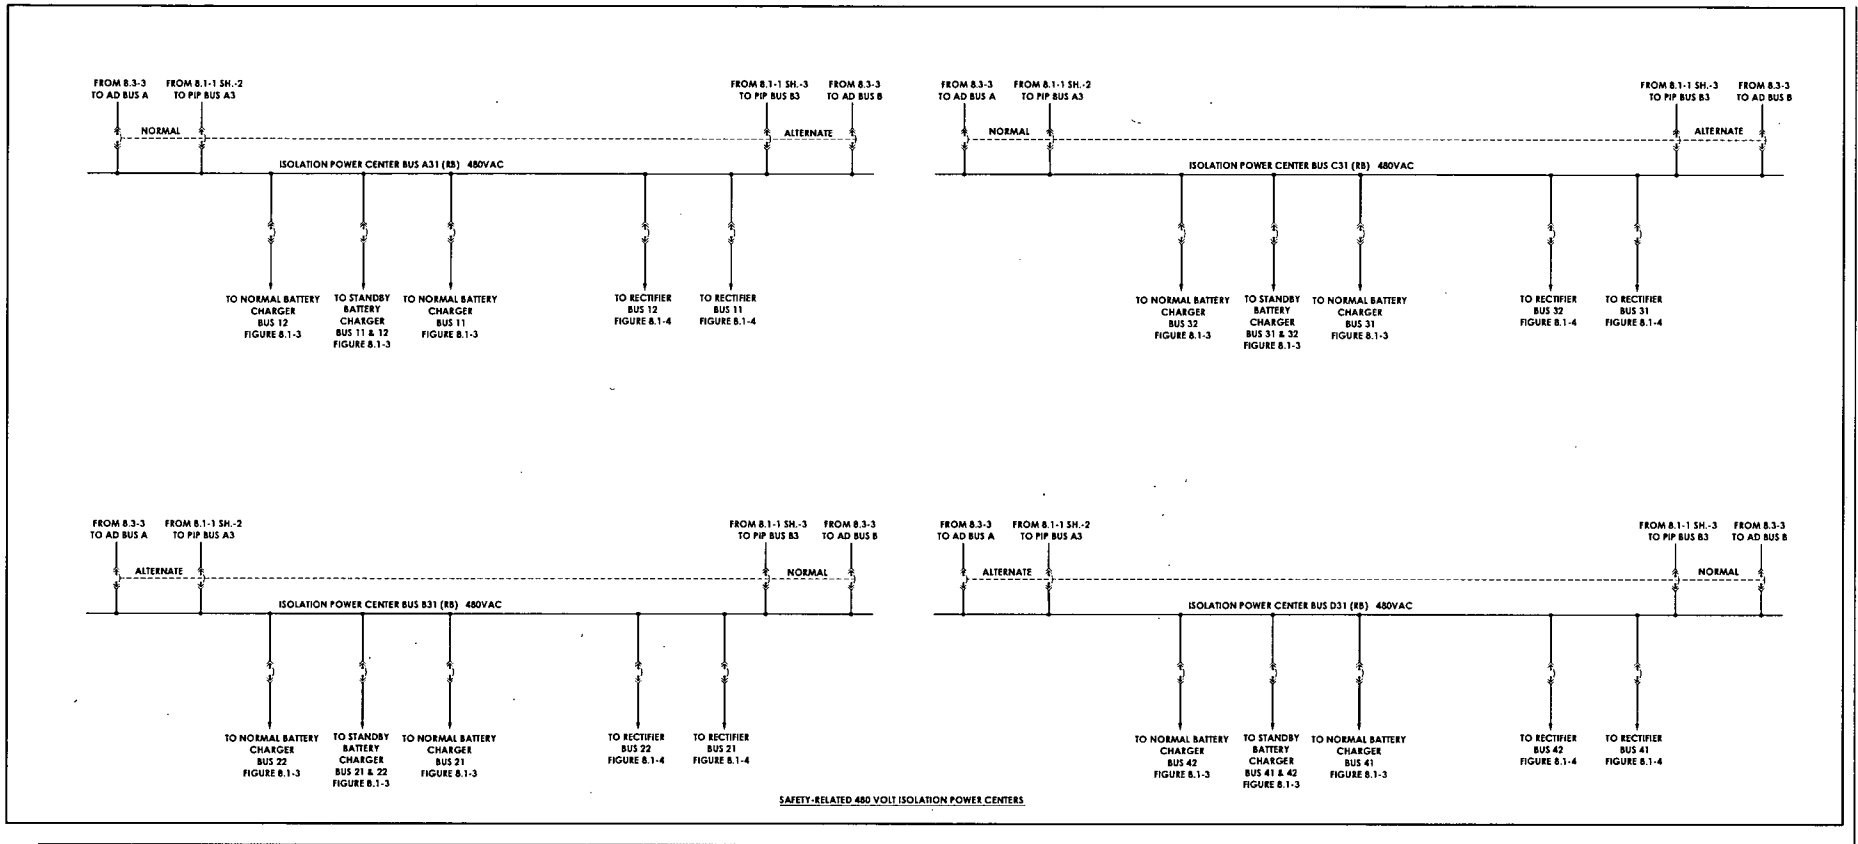 FROM 8.3-3
TO AD BUS A
FROM 8.1-1 SH.-2
TO PIP BUS A3
FROM 8.1-1 SH.-3
TO PIP BUS B3
FROM 8.3-3
TO AD BUS B
NORMAL
ALTERNATE
ISOLATION POWER CENTER BUS A31 (RB) 480VAC
TO NORMAL BATTERY
CHARGER
BUS 12
FIGURE 8.1-3
TO STANDBY
BATTERY
CHARGER
BUS 11 & 12
FIGURE 8.1-3
TO NORMAL BATTERY
CHARGER
BUS 11
FIGURE 8.1-3
TO RECTIFIER
BUS 12
FIGURE 8.1-4
TO RECTIFIER
BUS 11
FIGURE 8.1-4
FROM 8.3-3
TO AD BUS A
FROM 8.1-1 SH.-2
TO PIP BUS A3
FROM 8.1-1 SH.-3
TO PIP BUS B3
FROM 8.3-3
TO AD BUS B
NORMAL
ALTERNATE
ISOLATION POWER CENTER BUS C31 (RB) 480VAC
TO NORMAL BATTERY
CHARGER
BUS 32
FIGURE 8.1-3
TO STANDBY
BATTERY
CHARGER
BUS 31 & 32
FIGURE 8.1-3
TO NORMAL BATTERY
CHARGER
BUS 31
FIGURE 8.1-3
TO RECTIFIER
BUS 32
FIGURE 8.1-4
TO RECTIFIER
BUS 31
FIGURE 8.1-4
FROM 8.3-3
TO AD BUS A
FROM 8.1-1 SH.-2
TO PIP BUS A3
FROM 8.1-1 SH.-3
TO PIP BUS B3
FROM 8.3-3
TO AD BUS B
ALTERNATE
NORMAL
ISOLATION POWER CENTER BUS B31 (RB) 480VAC
TO NORMAL BATTERY
CHARGER
BUS 22
FIGURE 8.1-3
TO STANDBY
BATTERY
CHARGER
BUS 21 & 22
FIGURE 8.1-3
TO NORMAL BATTERY
CHARGER
BUS 21
FIGURE 8.1-3
TO RECTIFIER
BUS 22
FIGURE 8.1-4
TO RECTIFIER
BUS 21
FIGURE 8.1-4
FROM 8.3-3
TO AD BUS A
FROM 8.1-1 SH.-2
TO PIP BUS A3
FROM 8.1-1 SH.-3
TO PIP BUS B3
FROM 8.3-3
TO AD BUS B
ALTERNATE
NORMAL
ISOLATION POWER CENTER BUS D31 (RB) 480VAC
TO NORMAL BATTERY
CHARGER
BUS 42
FIGURE 8.1-3
TO STANDBY
BATTERY
CHARGER
BUS 41 & 42
FIGURE 8.1-3
TO NORMAL BATTERY
CHARGER
BUS 41
FIGURE 8.1-3
TO RECTIFIER
BUS 42
FIGURE 8.1-4
TO RECTIFIER
BUS 41
FIGURE 8.1-4
SAFETY-RELATED 480 VOLT ISOLATION POWER CENTERS